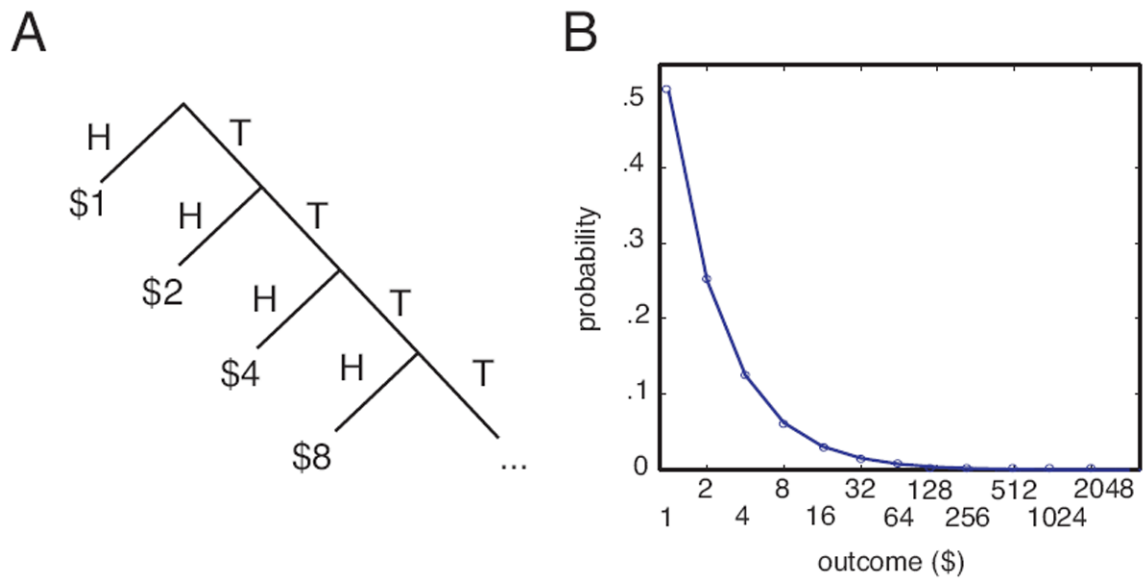 A
H T
$1
H T
$2
H T
$4
H T
$8
...
B
probability
.5
.4
.3
.2
.1
0
2 8 32 128 512 2048
1 4 16 64 256 1024
outcome ($)